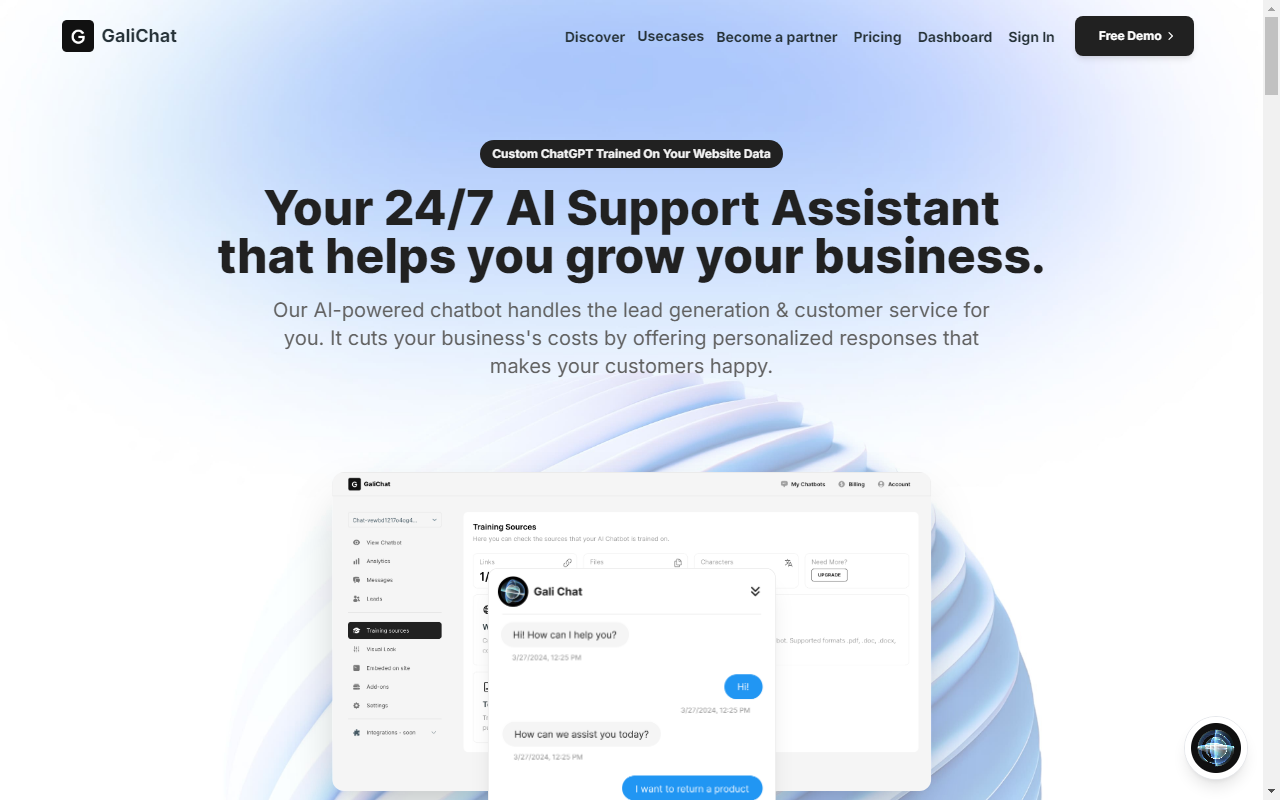 G GaliChat
Discover Usecases Become a partner Pricing Dashboard Sign In Free Demo
Custom ChatGPT Trained On Your Website Data
Your 24/7 AI Support Assistant
that helps you grow your business.
Our AI-powered chatbot handles the lead generation & customer service for
you. It cuts your business's costs by offering personalized responses that
makes your customers happy.
G GaliChat
My Chatbots Billing Account
View Chatbot
Analytics
Messages
Leads
Training sources
Visual Look
Embeded on site
Add-ons
Settings
Integrations - soon
Training Sources
Here you can check the sources that your AI Chatbot is trained on.
Links Files Characters Need More?
1/
UPGRADE
bot. Supported formats .pdf, .doc, .docx,
Gali Chat
Hi! How can I help you?
3/27/2024, 12:25 PM
Hi!
3/27/2024, 12:25 PM
How can we assist you today?
3/27/2024, 12:25 PM
I want to return a product